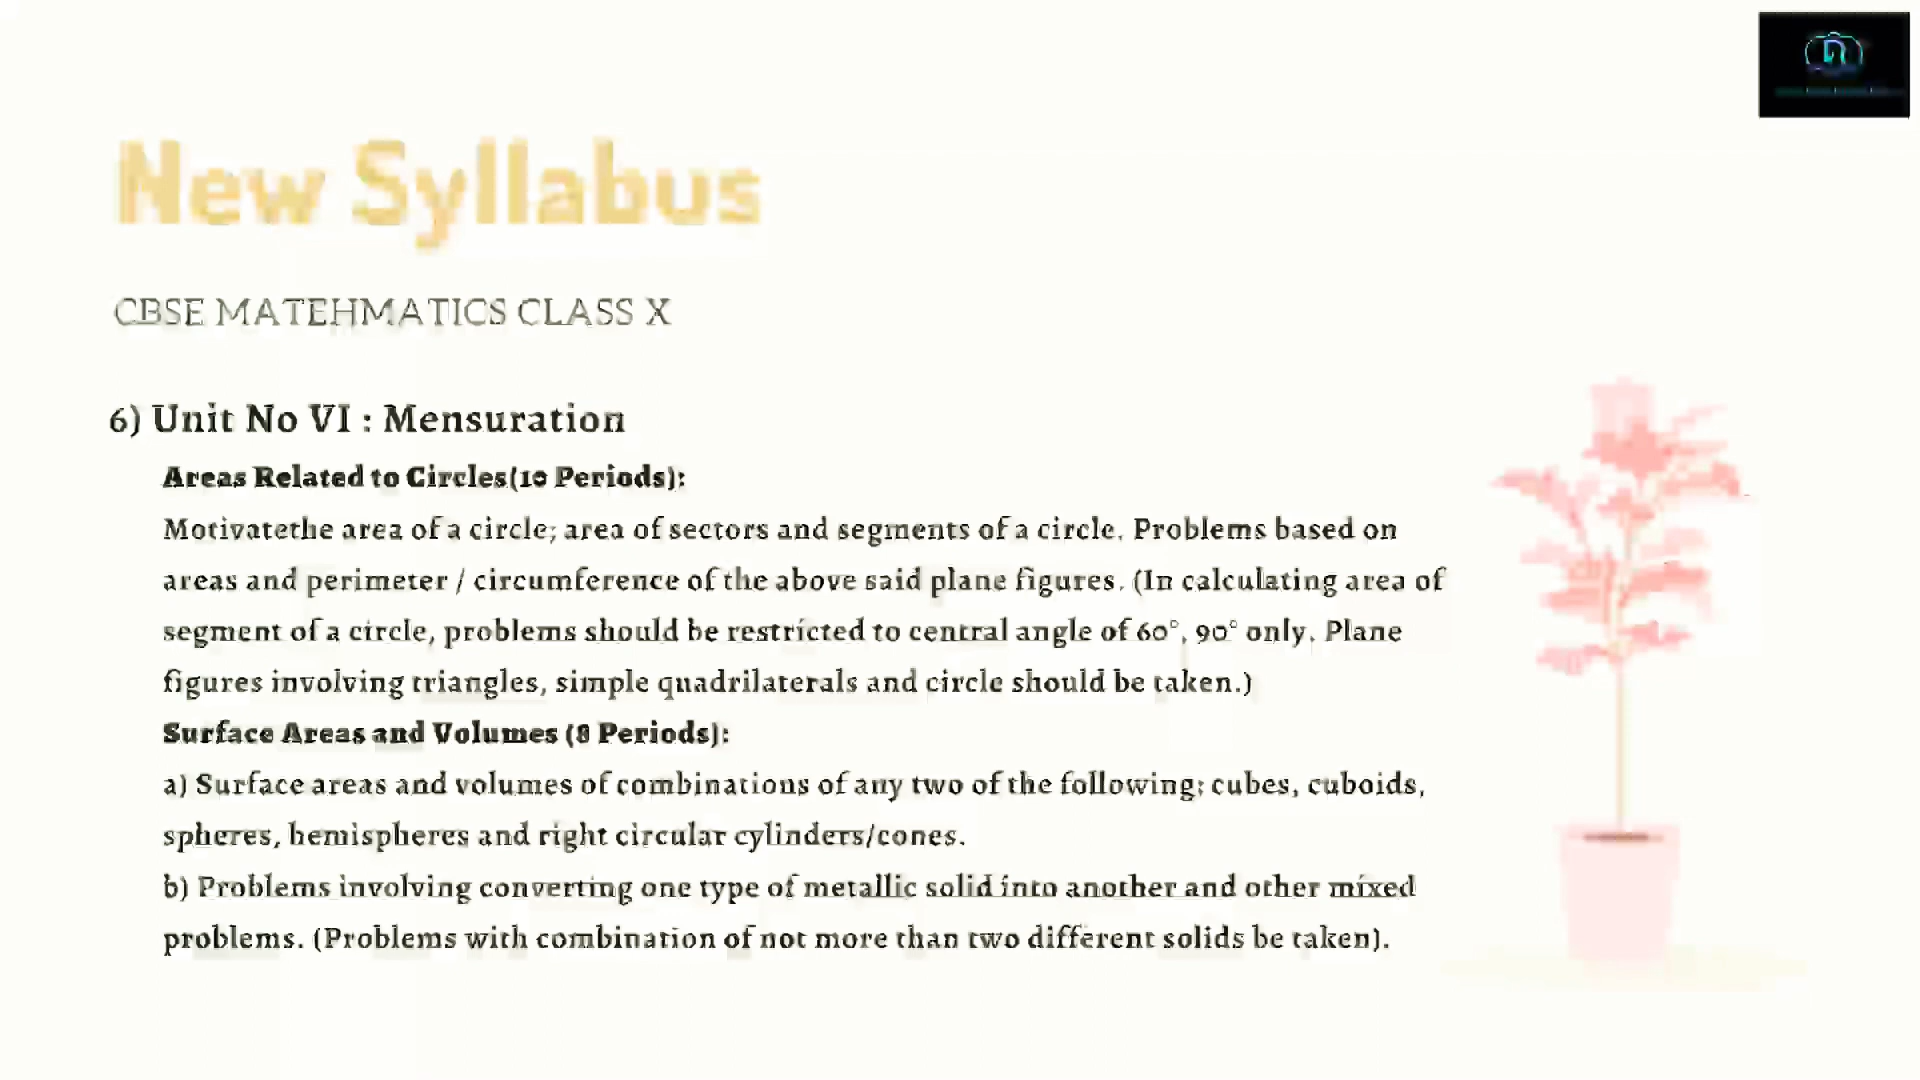 New Syllabus
CBSE MATEHMATICS CLASS X
6) Unit No VI : Mensuration
Areas Related to Circles(10 Periods):
Motivatethe area of a circle; area of sectors and segments of a circle. Problems based on
areas and perimeter / circumference of the above said plane figures. (In calculating area of
segment of a circle, problems should be restricted to central angle of 60°, 90° only. Plane
figures involving triangles, simple quadrilaterals and circle should be taken.)
Surface Areas and Volumes (8 Periods):
a) Surface areas and volumes of combinations of any two of the following: cubes, cuboids,
spheres, hemispheres and right circular cylinders/cones.
b) Problems involving converting one type of metallic solid into another and other mixed
problems. (Problems with combination of not more than two different solids be taken).